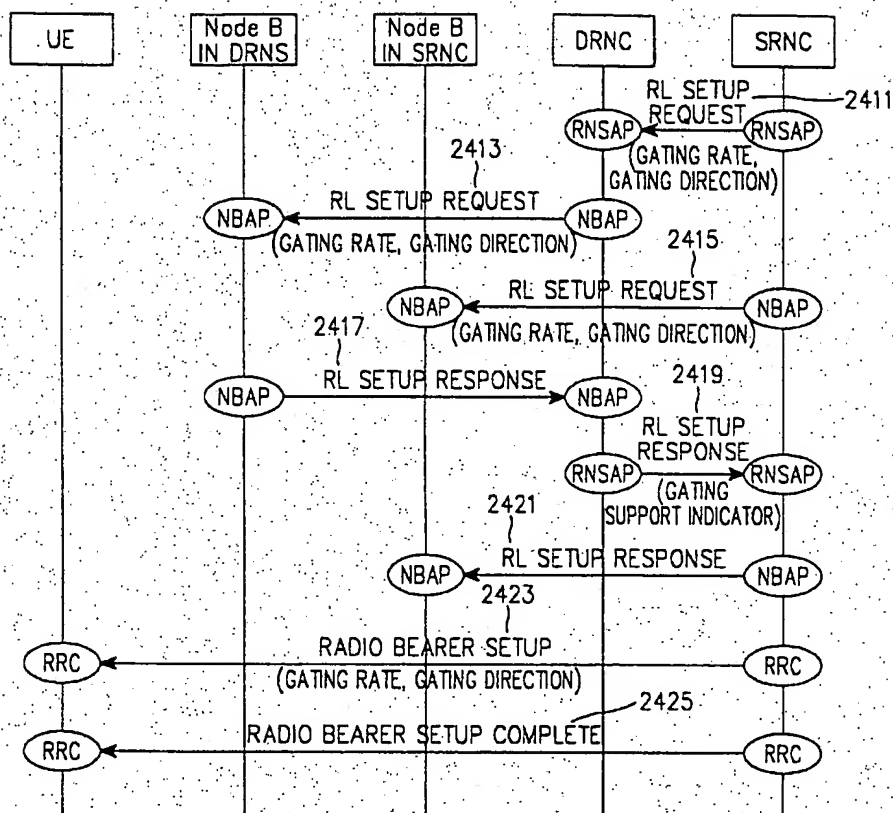 UE
Node B
IN DRNS
Node B
IN SRNC
DRNC
SRNC
RL SETUP
REQUEST
2411
RNSAP
RNSAP
(GATING RATE,
GATING DIRECTION)
2413
RL SETUP REQUEST
NBAP
NBAP
(GATING RATE, GATING DIRECTION)
2415
RL SETUP REQUEST
NBAP
NBAP
(GATING RATE, GATING DIRECTION)
2417
RL SETUP RESPONSE
NBAP
NBAP
2419
RL SETUP
RESPONSE
RNSAP
RNSAP
(GATING
SUPPORT INDICATOR)
2421
RL SETUP RESPONSE
NBAP
NBAP
2423
RADIO BEARER SETUP
RRC
RRC
(GATING RATE, GATING DIRECTION)
2425
RADIO BEARER SETUP COMPLETE
RRC
RRC